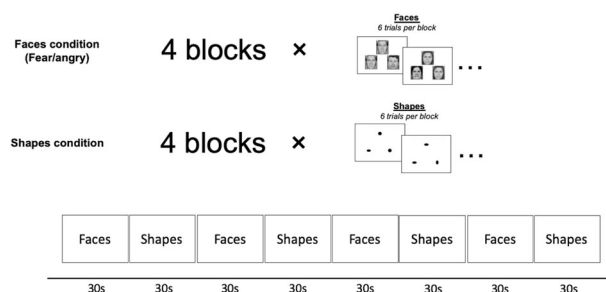 Faces condition
(Fear/angry)
4 blocks ×
Faces
6 trials per block
...
Shapes condition
4 blocks ×
Shapes
6 trials per block
...
Faces Shapes Faces Shapes Faces Shapes Faces Shapes
30s 30s 30s 30s 30s 30s 30s 30s